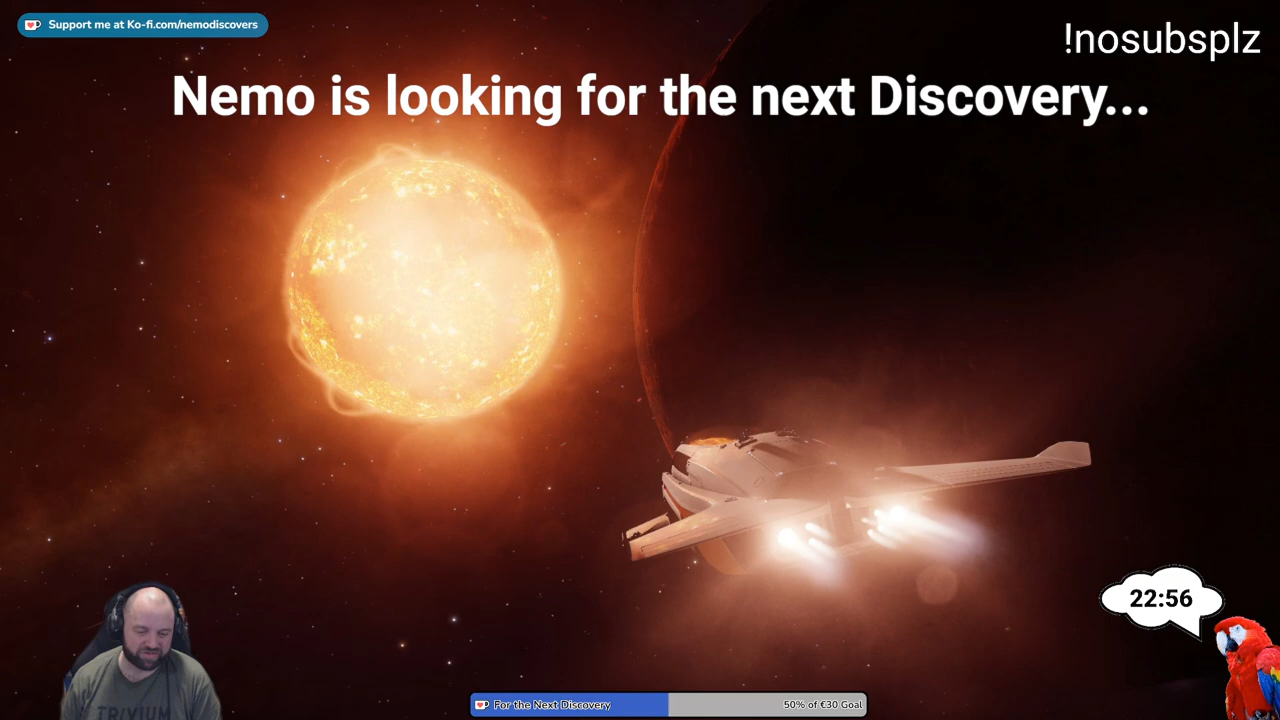 Support me at Ko-fi.com/nemodiscovers
!nosubsplz
Nemo is looking for the next Discovery...
22:56
TRIVIUM
For the Next Discovery
50% of €30 Goal